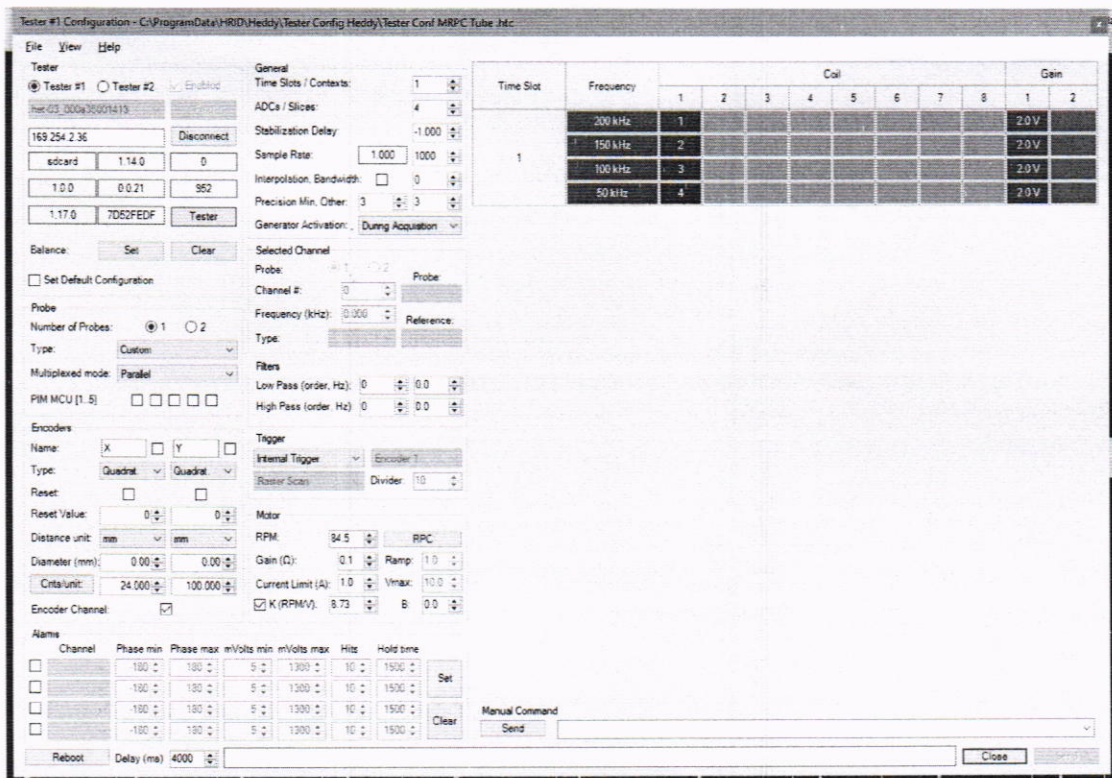 Tester #1 Configuration - C:\ProgramData\HRID\Heddy\Tester Config Heddy\Tester Conf MRPC Tube .htc
File View Help
Tester
Tester #1 Tester #2 Enabled
169.254.2.36 Disconnect
sdcard 1.14.0 0
1.0.0 0.0.21 952
1.17.0 7D52FEDF Tester
Balance: Set Clear
Set Default Configuration
Probe
Number of Probes: 1 2
Type: Custom
Multiplexed mode: Parallel
PIM MCU [1..5]
Encoders
Name: X Y
Type: Quadrat Quadrat
Reset:
Reset Value: 0 0
Distance unit: mm mm
Diameter (mm): 0.00 0.00
Cnts/unit: 24.000 100.000
Encoder Channel:
General
Time Slots / Contexts: 1
ADCs / Slices: 4
Stabilization Delay -1.000
Sample Rate: 1.000 1000
Interpolation, Bandwidth: 0
Precision Min, Other: 3 3
Generator Activation: During Acquisition
Selected Channel
Probe: 1 2 Probe:
Channel #: 0
Frequency (kHz): 0.000 Reference:
Type:
Filters
Low Pass (order, Hz): 0 0.0
High Pass (order, Hz) 0 0.0
Trigger
Internal Trigger Encoder 1
Raster Scan Divider: 10
Motor
RPM: 84.5 RPC
Gain (Ω): 0.1 Ramp: 1.0
Current Limit (A): 1.0 Vmax: 10.0
K (RPM/V). 8.73 B: 0.0
Time Slot Frequency Coil Gain
1 2 3 4 5 6 7 8 1 2
1
200 kHz 1 2.0 V
150 kHz 2 2.0 V
100 kHz 3 2.0 V
50 kHz 4 2.0 V
Alarms
Channel Phase min Phase max mVolts min mVolts max Hits Hold time
-180 180 5 1300 10 1500 Set
-180 180 5 1300 10 1500
-180 180 5 1300 10 1500 Clear
-180 180 5 1300 10 1500
Manual Command
Send
Reboot Delay (ms) 4000 Close